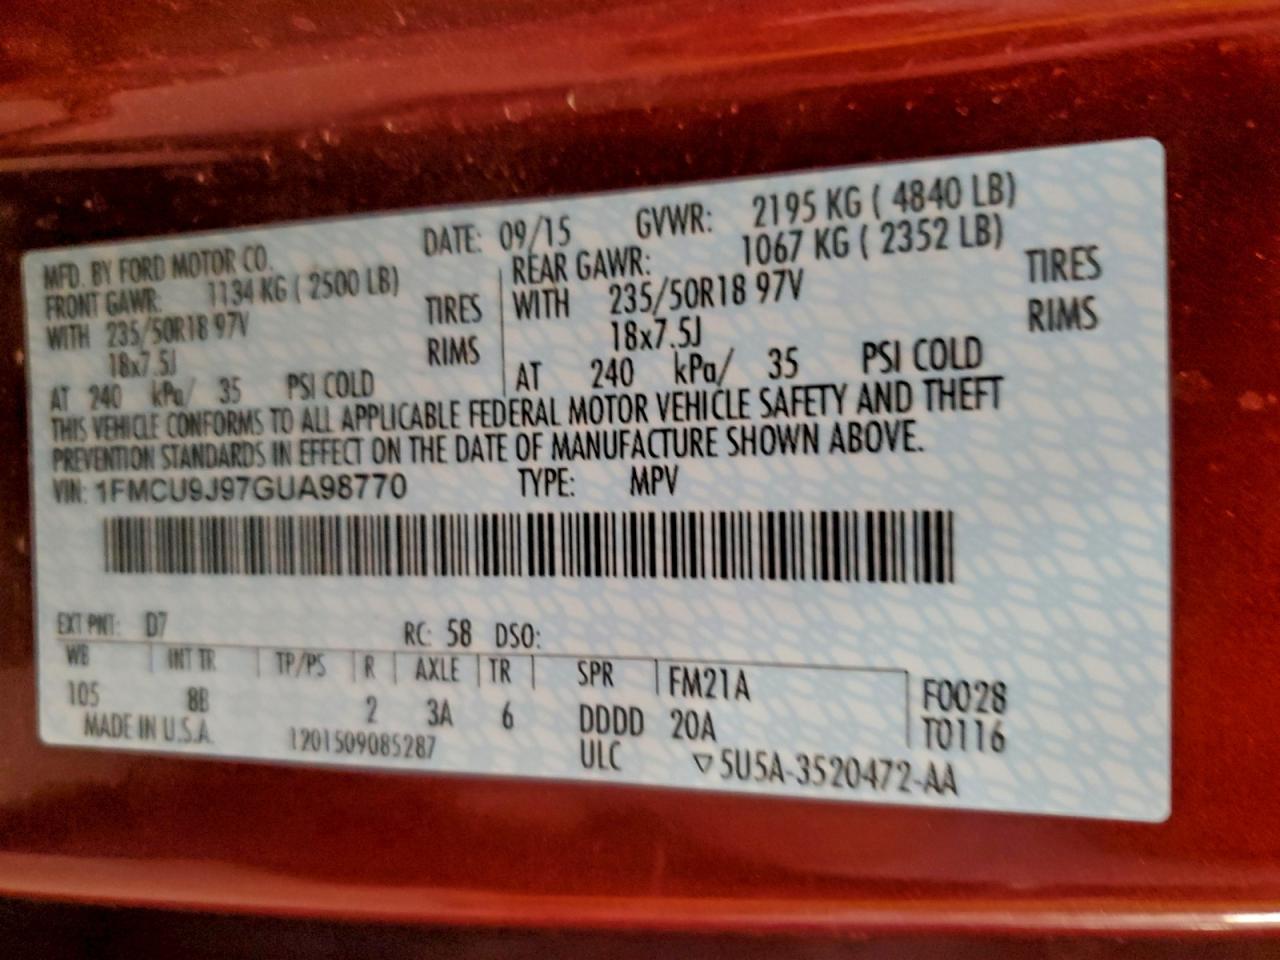 MFD. BY FORD MOTOR CO. DATE: 09/15 GVWR: 2195 KG ( 4840 LB)
FRONT GAWR: 1134 KG ( 2500 LB) REAR GAWR: 1067 KG ( 2352 LB)
WITH 235/50R18 97V TIRES WITH 235/50R18 97V TIRES
18x7.5J RIMS 18x7.5J RIMS
AT 240 kPa/ 35 PSI COLD AT 240 kPa/ 35 PSI COLD
THIS VEHICLE CONFORMS TO ALL APPLICABLE FEDERAL MOTOR VEHICLE SAFETY AND THEFT
PREVENTION STANDARDS IN EFFECT ON THE DATE OF MANUFACTURE SHOWN ABOVE.
VIN: 1FMCU9J97GUA98770 TYPE: MPV
EXT PNT: D7 RC: 58 DSO:
WB INT TR TP/PS R AXLE TR SPR FM21A F0028
105 8B 2 3A 6 DDDD 20A T0116
MADE IN U.S.A. 1201509085287 ULC ▽5U5A-3520472-AA